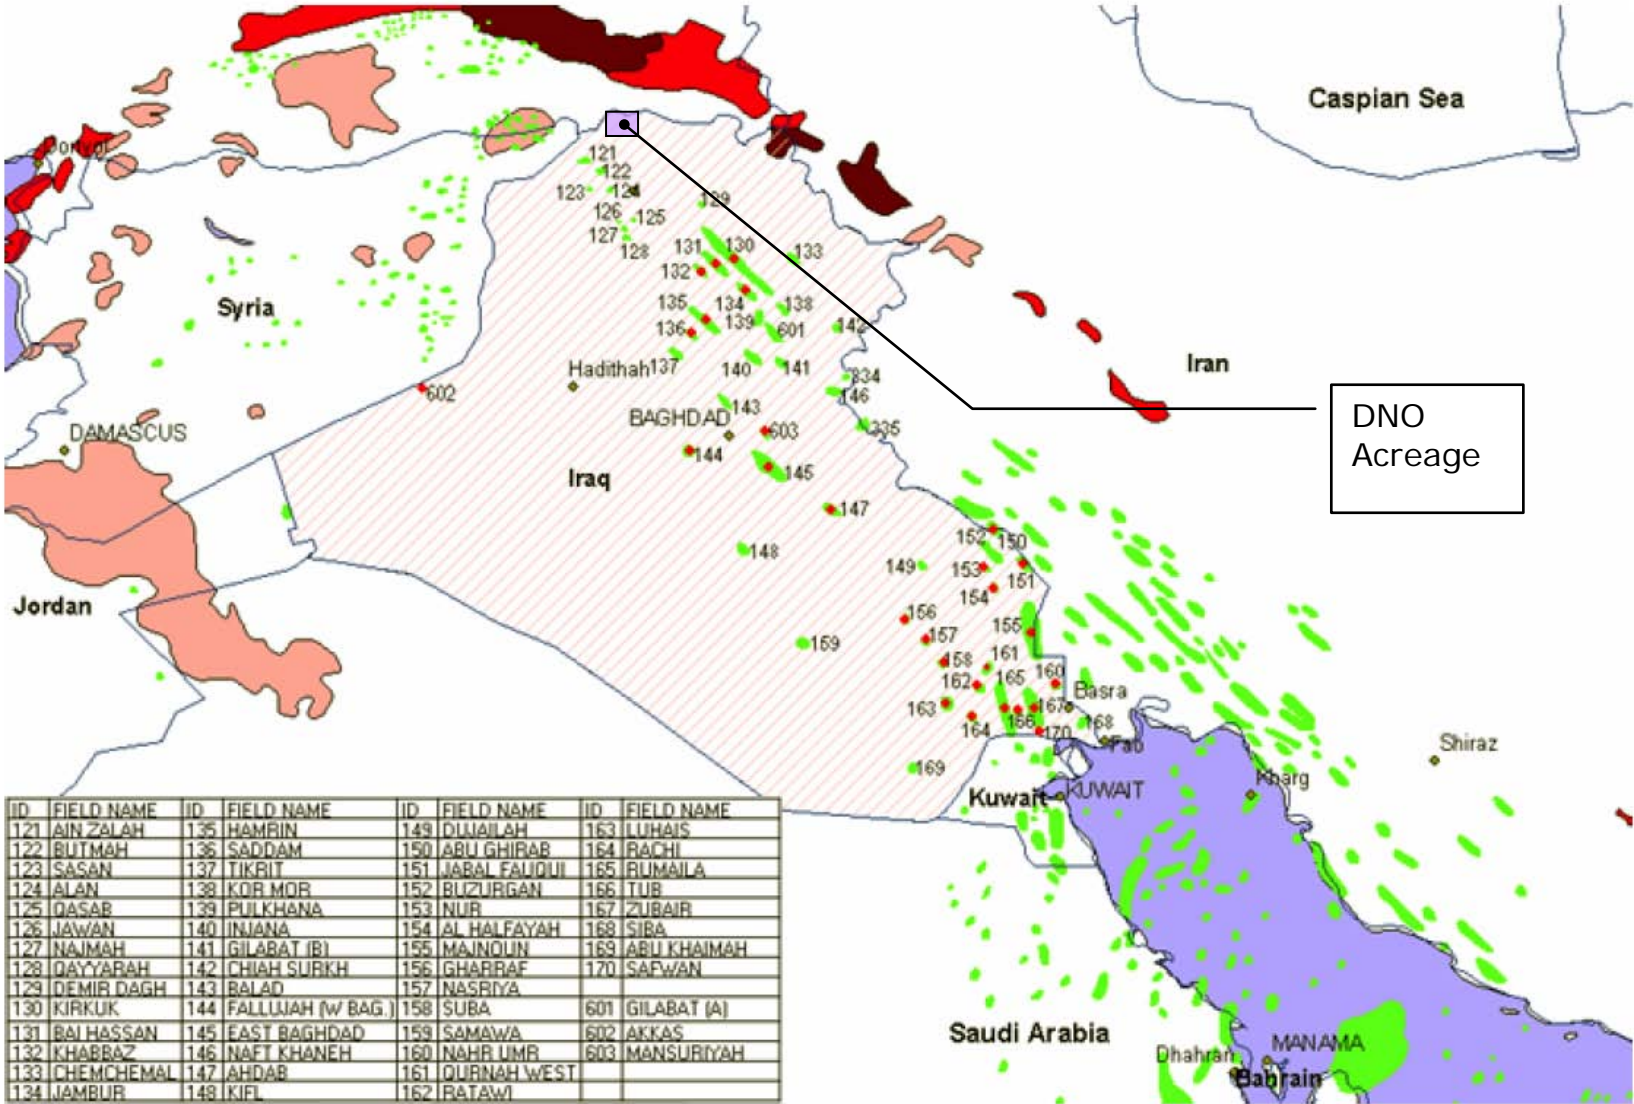 Caspian Sea
Dortyol
121
122
123
124
129
126
125
127
128
131
130
133
132
Syria
135
134
138
136
139
601
142
Iran
Hadithah
137
140
141
334
602
146
DNO
Acreage
143
BAGHDAD
DAMASCUS
603
335
144
145
Iraq
147
152
150
148
149
153
151
154
Jordan
156
155
157
159
158
161
162
165
160
Basra
163
167
166
168
164
170
Fao
Shiraz
169
Kharg
Kuwait
KUWAIT
ID FIELD NAME ID FIELD NAME ID FIELD NAME ID FIELD NAME
121 AIN ZALAH 135 HAMRIN 149 DUJAILAH 163 LUHAIS
122 BUTMAH 136 SADDAM 150 ABU GHIRAB 164 RACHI
123 SASAN 137 TIKRIT 151 JABAL FAUQUI 165 RUMAILA
124 ALAN 138 KOR MOR 152 BUZURGAN 166 TUB
125 QASAB 139 PULKHANA 153 NUR 167 ZUBAIR
126 JAWAN 140 INJANA 154 AL HALFAYAH 168 SIBA
127 NAJMAH 141 GILABAT (B) 155 MAJNOUN 169 ABU KHAIMAH
128 QAYYARAH 142 CHIAH SURKH 156 GHARRAF 170 SAFWAN
129 DEMIR DAGH 143 BALAD 157 NASRIYA
130 KIRKUK 144 FALLUJAH (W BAG.) 158 SUBA 601 GILABAT (A)
131 BAI HASSAN 145 EAST BAGHDAD 159 SAMAWA 602 AKKAS
132 KHABBAZ 146 NAFT KHANEH 160 NAHR UMR 603 MANSURIYAH
133 CHEMCHEMAL 147 AHDAB 161 QURNAH WEST
134 JAMBUR 148 KIFL 162 RATAWI
Saudi Arabia
MANAMA
Dhahran
Bahrain